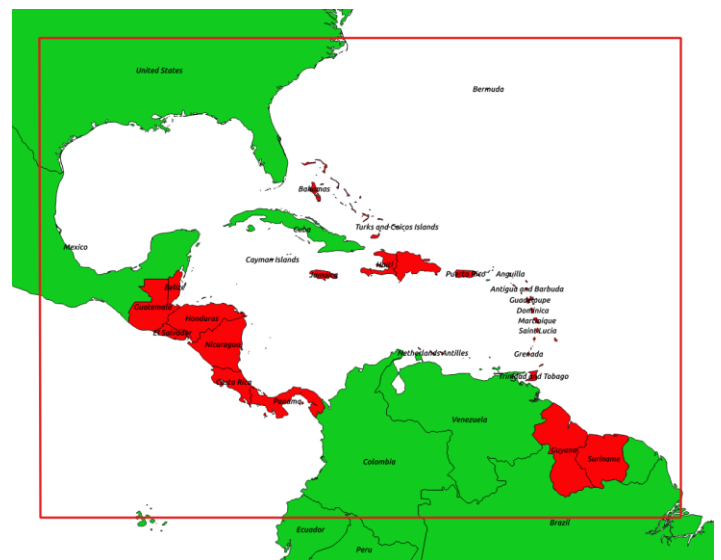 United States
Bermuda
Bahamas
Turks and Caicos Islands
Cuba
Mexico
Cayman Islands
Haiti
Jamaica
Puerto Rico
Anguilla
Belize
Antigua and Barbuda
Guadeloupe
Guatemala
Dominica
Honduras
Martinique
El Salvador
Saint Lucia
Nicaragua
Netherlands Antilles
Grenada
Trinidad and Tobago
Costa Rica
Panama
Venezuela
Guyana
Suriname
Colombia
Brazil
Ecuador
Peru